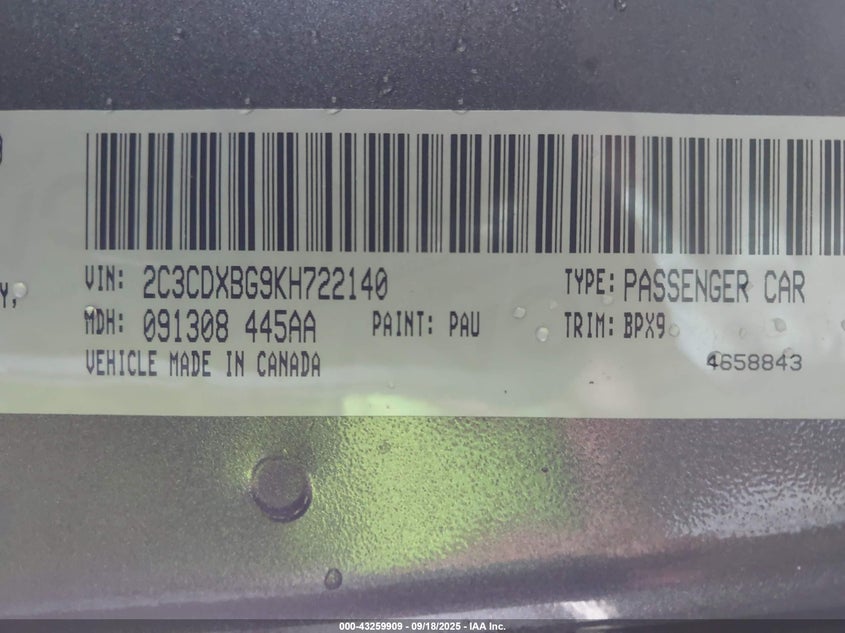 VIN: 2C3CDXBG9KH722140 TYPE: PASSENGER CAR
MDH: 091308 445AA PAINT: PAU TRIM: BPX9
VEHICLE MADE IN CANADA 4658843
000-43259909 - 09/18/2025 - IAA Inc.